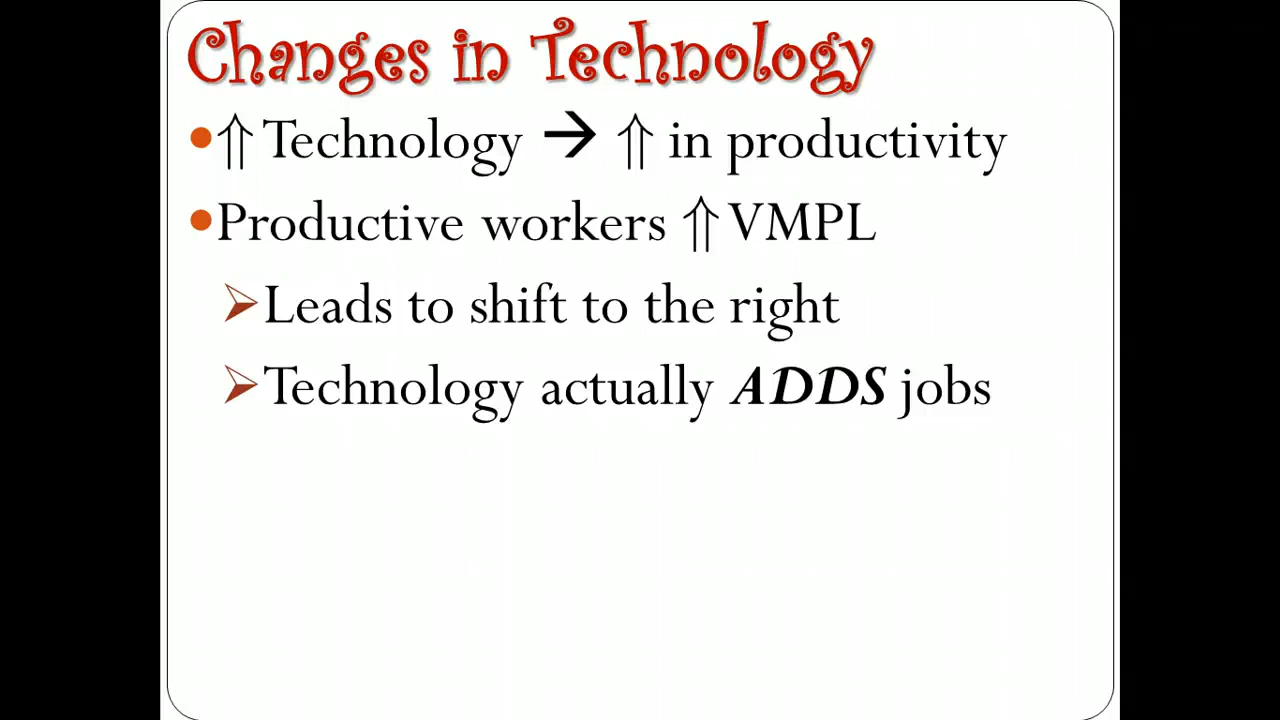 Changes in Technology
•⇑ Technology → ⇑ in productivity
•Productive workers ⇑ VMPL
➢Leads to shift to the right
➢Technology actually ADDS jobs